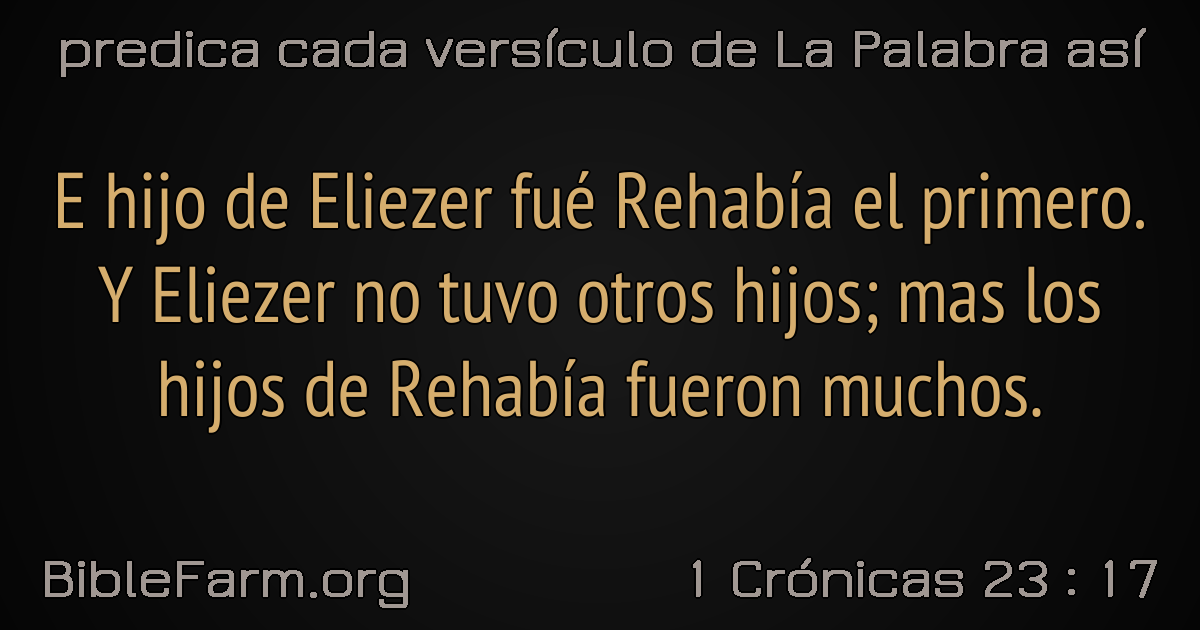 predica cada versículo de La Palabra así
E hijo de Eliezer fué Rehabía el primero.
Y Eliezer no tuvo otros hijos; mas los
hijos de Rehabía fueron muchos.
BibleFarm.org
1 Crónicas 23 : 17